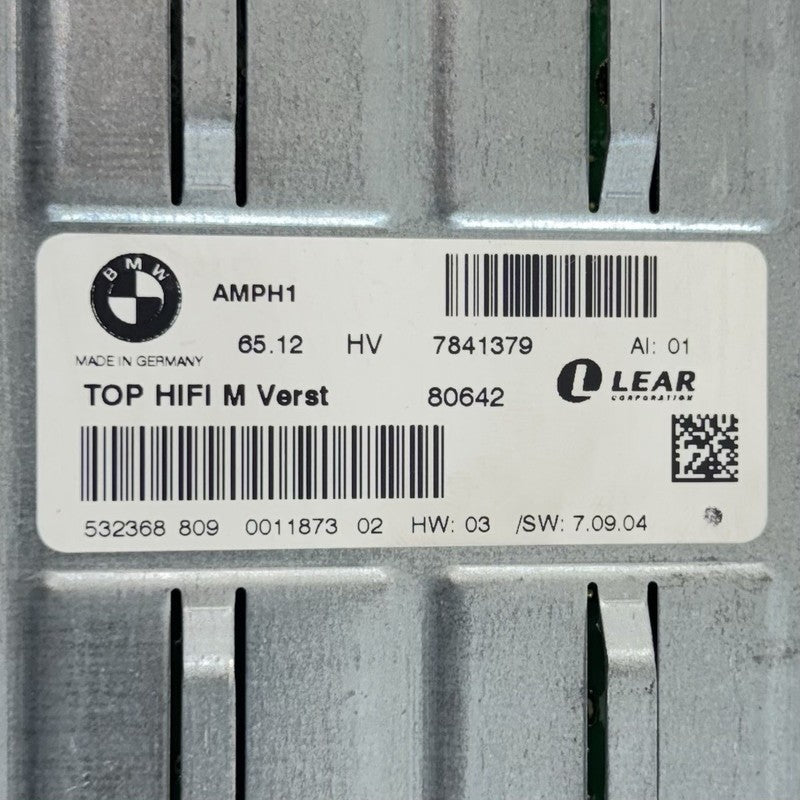 BMW
AMPH1
65.12 HV 7841379 AI: 01
MADE IN GERMANY
TOP HIFI M Verst 80642
LEAR
CORPORATION
532368 809 0011873 02 HW: 03 /SW: 7.09.04